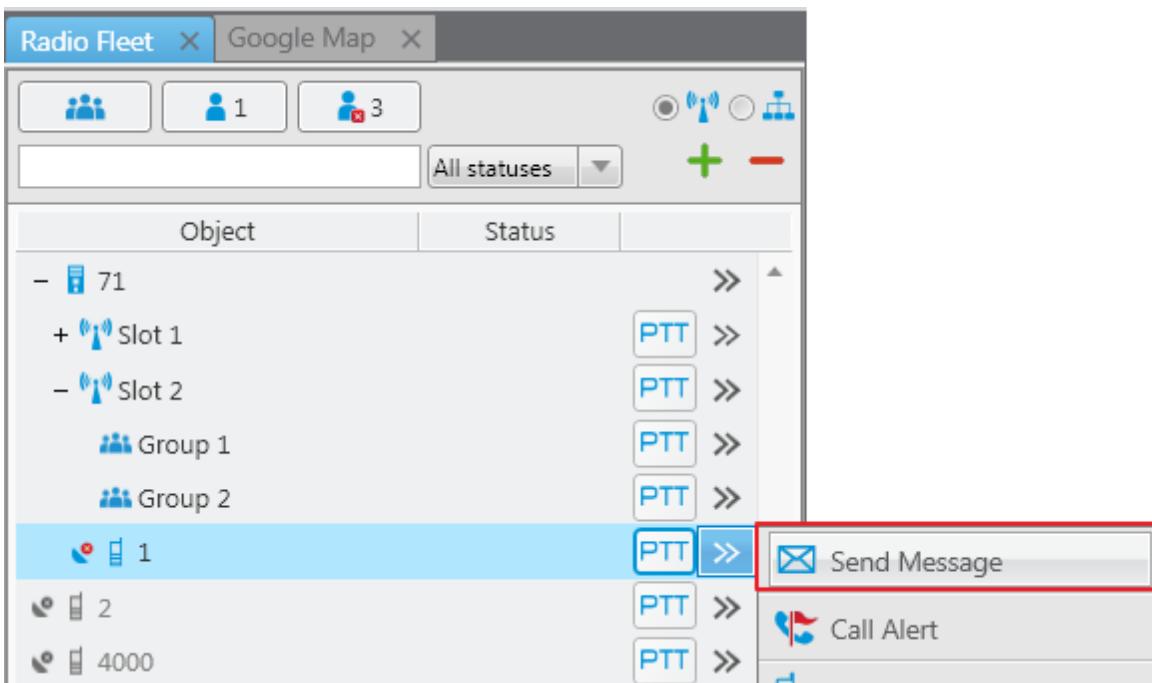 Radio Fleet Google Map
1 3
All statuses
Object Status
71
Slot 1 PTT
Slot 2 PTT
Group 1 PTT
Group 2 PTT
1 PTT Send Message
2 PTT Call Alert
4000 PTT